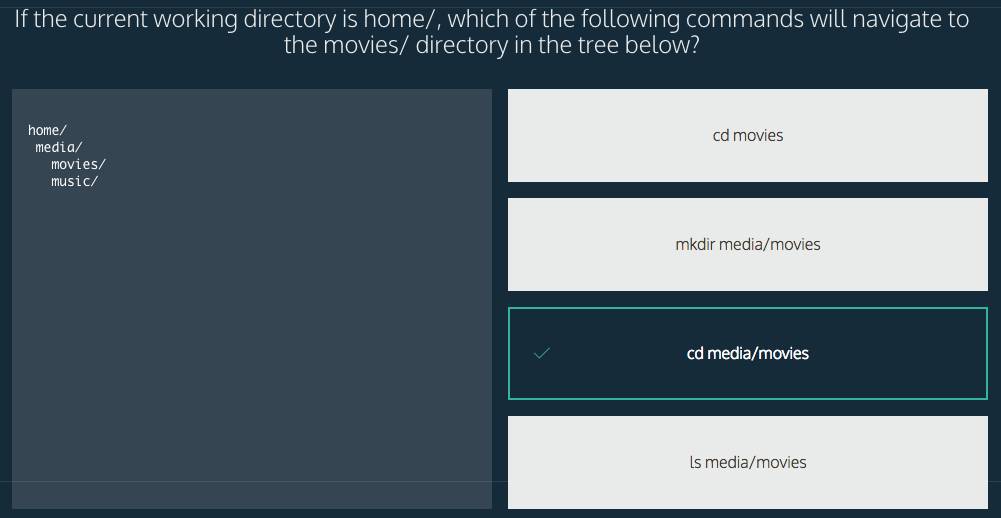 If the current working directory is home/, which of the following commands will navigate to
the movies/ directory in the tree below?
home/
media/
movies/
music/
cd movies
mkdir media/movies
cd media/movies
ls media/movies